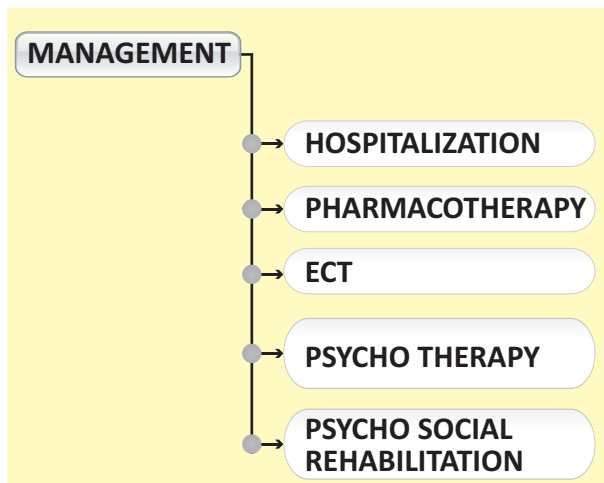 MANAGEMENT
HOSPITALIZATION
PHARMACOTHERAPY
ECT
PSYCHO THERAPY
PSYCHO SOCIAL
REHABILITATION